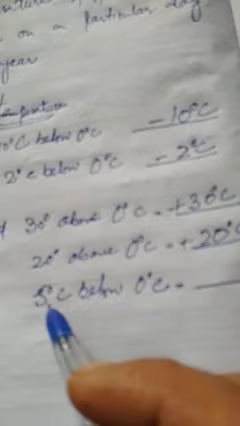 on a particular day
year
10°C below 0°C - 10°C
2°c below 0°C - 2°C
30° above 0°C = +30°C
20° above 0°C = +20°C
5°c below 0°C =